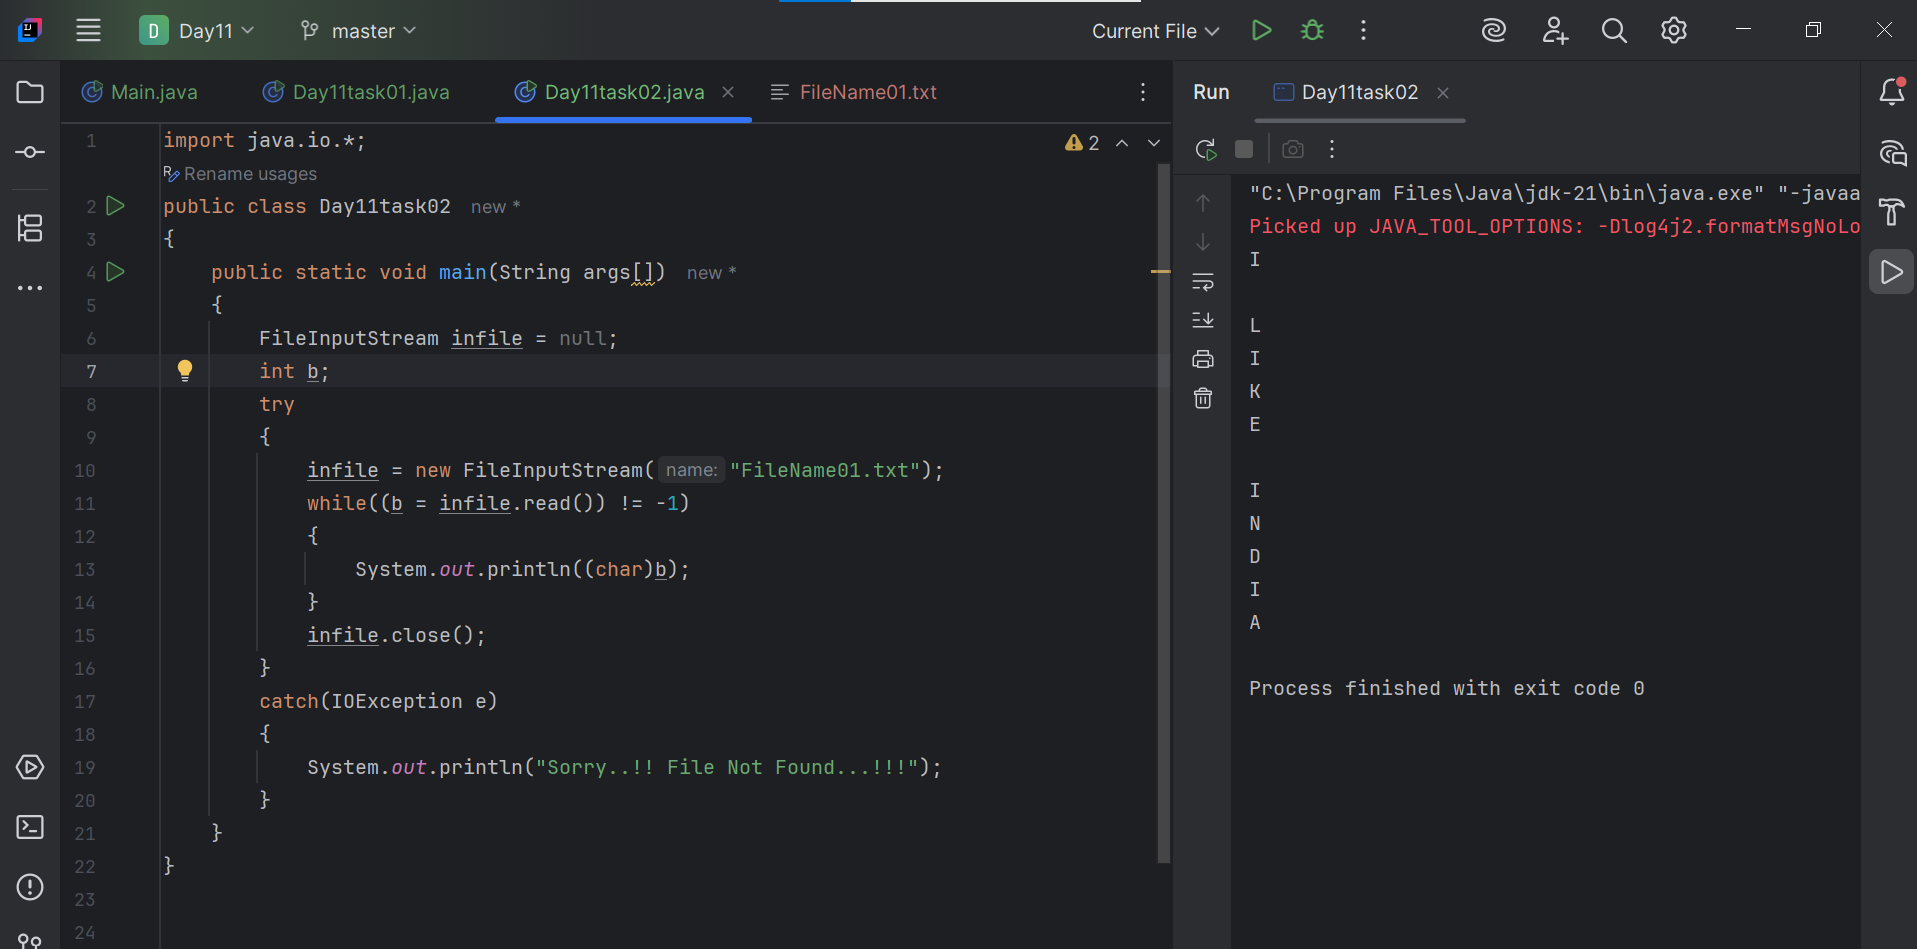 D Day11 master Current File
Main.java Day11task01.java Day11task02.java FileName01.txt
1 import java.io.*;
2
Rename usages
2 public class Day11task02 new *
3 {
4 public static void main(String args[]) new *
5 {
6 FileInputStream infile = null;
7 int b;
8 try
9 {
10 infile = new FileInputStream( name: "FileName01.txt");
11 while((b = infile.read()) != -1)
12 {
13 System.out.println((char)b);
14 }
15 infile.close();
16 }
17 catch(IOException e)
18 {
19 System.out.println("Sorry..!! File Not Found...!!!");
20 }
21 }
22 }
23
24
Run Day11task02
"C:\Program Files\Java\jdk-21\bin\java.exe" "-javaa
Picked up JAVA_TOOL_OPTIONS: -Dlog4j2.formatMsgNoLo
I
L
I
K
E
I
N
D
I
A
Process finished with exit code 0